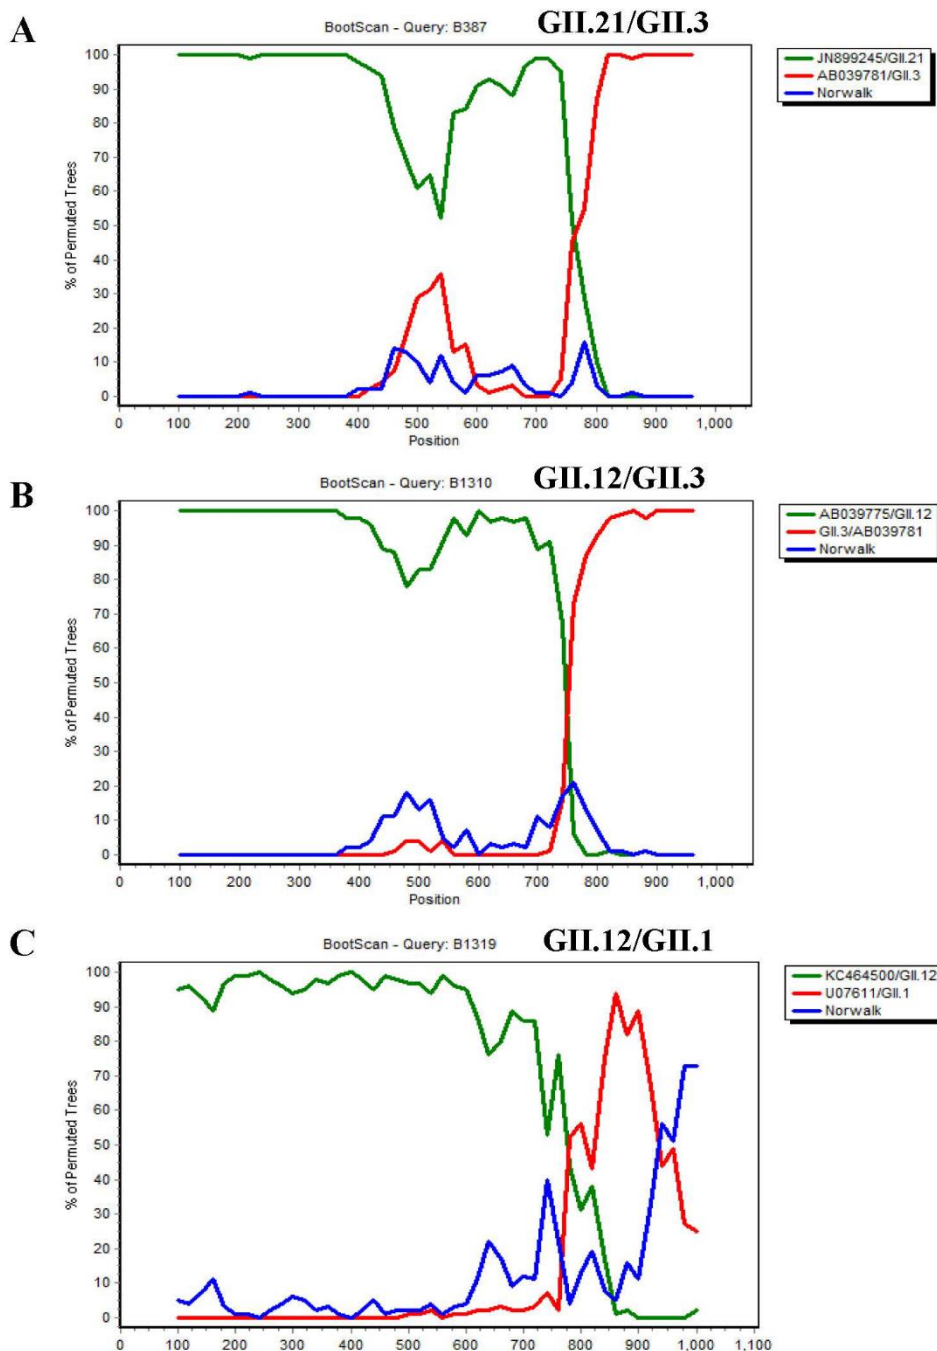 A
BootScan - Query: B387
GII.21/GII.3
JN899245/GII.21
AB039781/GII.3
Norwalk
% of Permuted Trees
100
90
80
70
60
50
40
30
20
10
0
0 100 200 300 400 500 600 700 800 900 1,000
Position
B
BootScan - Query: B1310
GII.12/GII.3
AB039775/GII.12
GII.3/AB039781
Norwalk
% of Permuted Trees
100
90
80
70
60
50
40
30
20
10
0
0 100 200 300 400 500 600 700 800 900 1,000
Position
C
BootScan - Query: B1319
GII.12/GII.1
KC464500/GII.12
U07611/GII.1
Norwalk
% of Permuted Trees
100
90
80
70
60
50
40
30
20
10
0
0 100 200 300 400 500 600 700 800 900 1,000 1,100